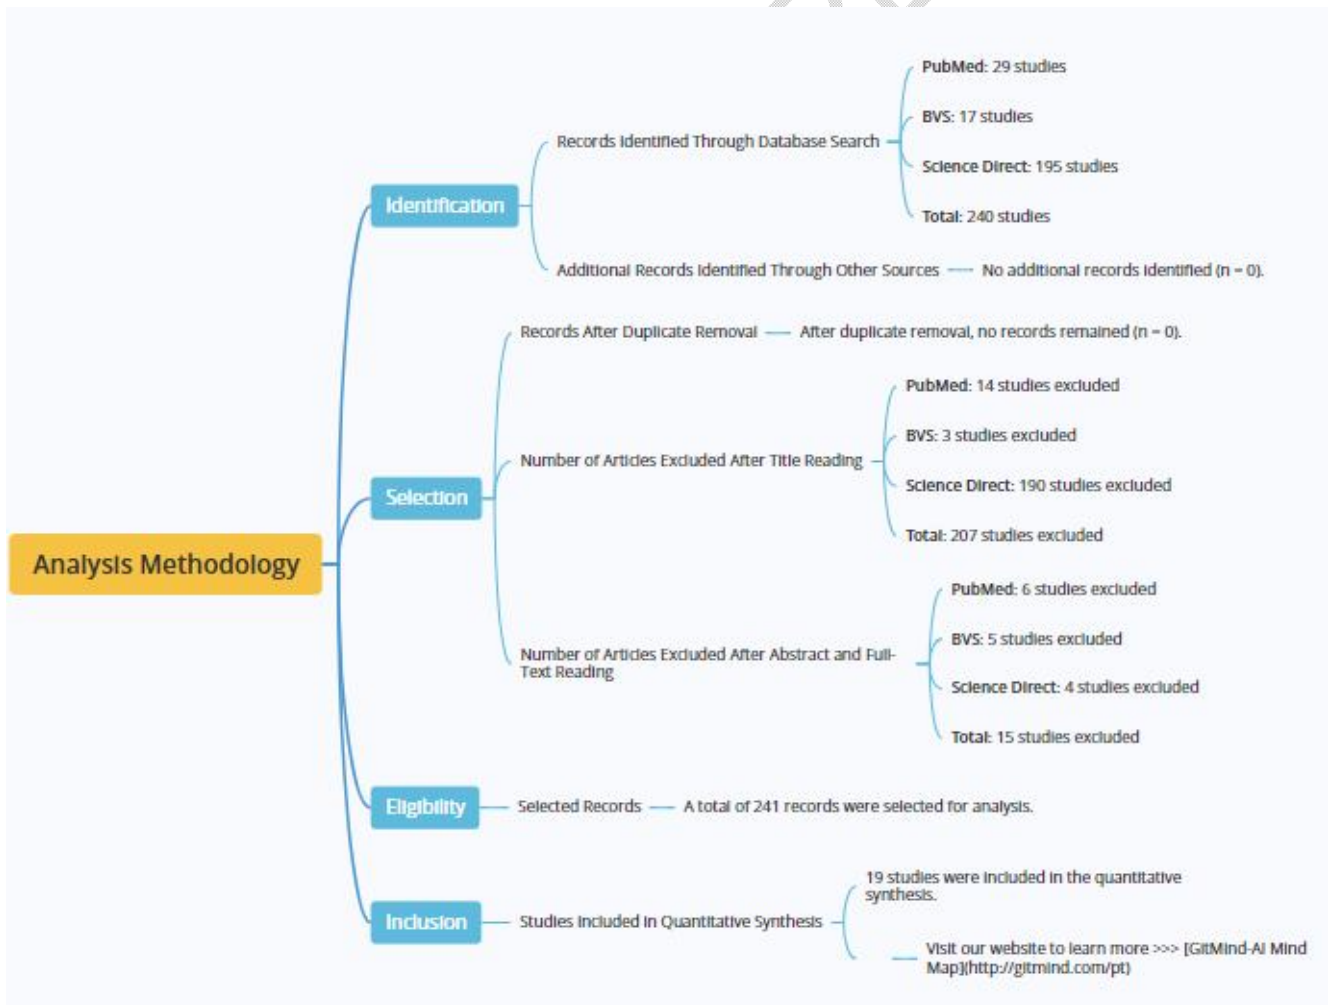 Analysis Methodology
Identification
Records Identified Through Database Search
PubMed: 29 studies
BVS: 17 studies
Science Direct: 195 studies
Total: 240 studies
Additional Records Identified Through Other Sources
No additional records identified (n = 0).
Selection
Records After Duplicate Removal
After duplicate removal, no records remained (n = 0).
Number of Articles Excluded After Title Reading
PubMed: 14 studies excluded
BVS: 3 studies excluded
Science Direct: 190 studies excluded
Total: 207 studies excluded
Number of Articles Excluded After Abstract and Full-
Text Reading
PubMed: 6 studies excluded
BVS: 5 studies excluded
Science Direct: 4 studies excluded
Total: 15 studies excluded
Eligibility
Selected Records
A total of 241 records were selected for analysis.
Inclusion
Studies Included in Quantitative Synthesis
19 studies were included in the quantitative
synthesis.
Visit our website to learn more >>> [GitMind-AI Mind
Map](http://gitmind.com/pt)